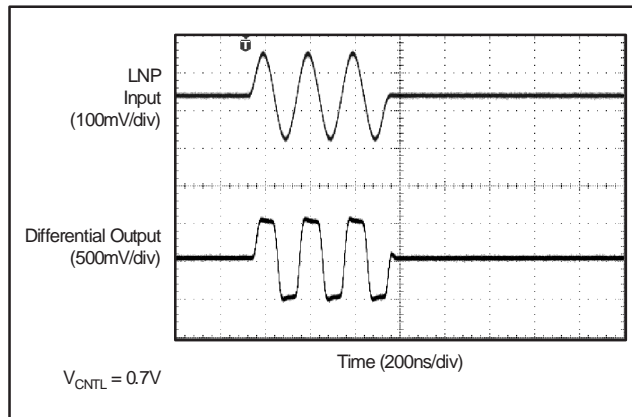 T
LNP
Input
(100mV/div)
Differential Output
(500mV/div)
Time (200ns/div)
V_CNTL = 0.7V